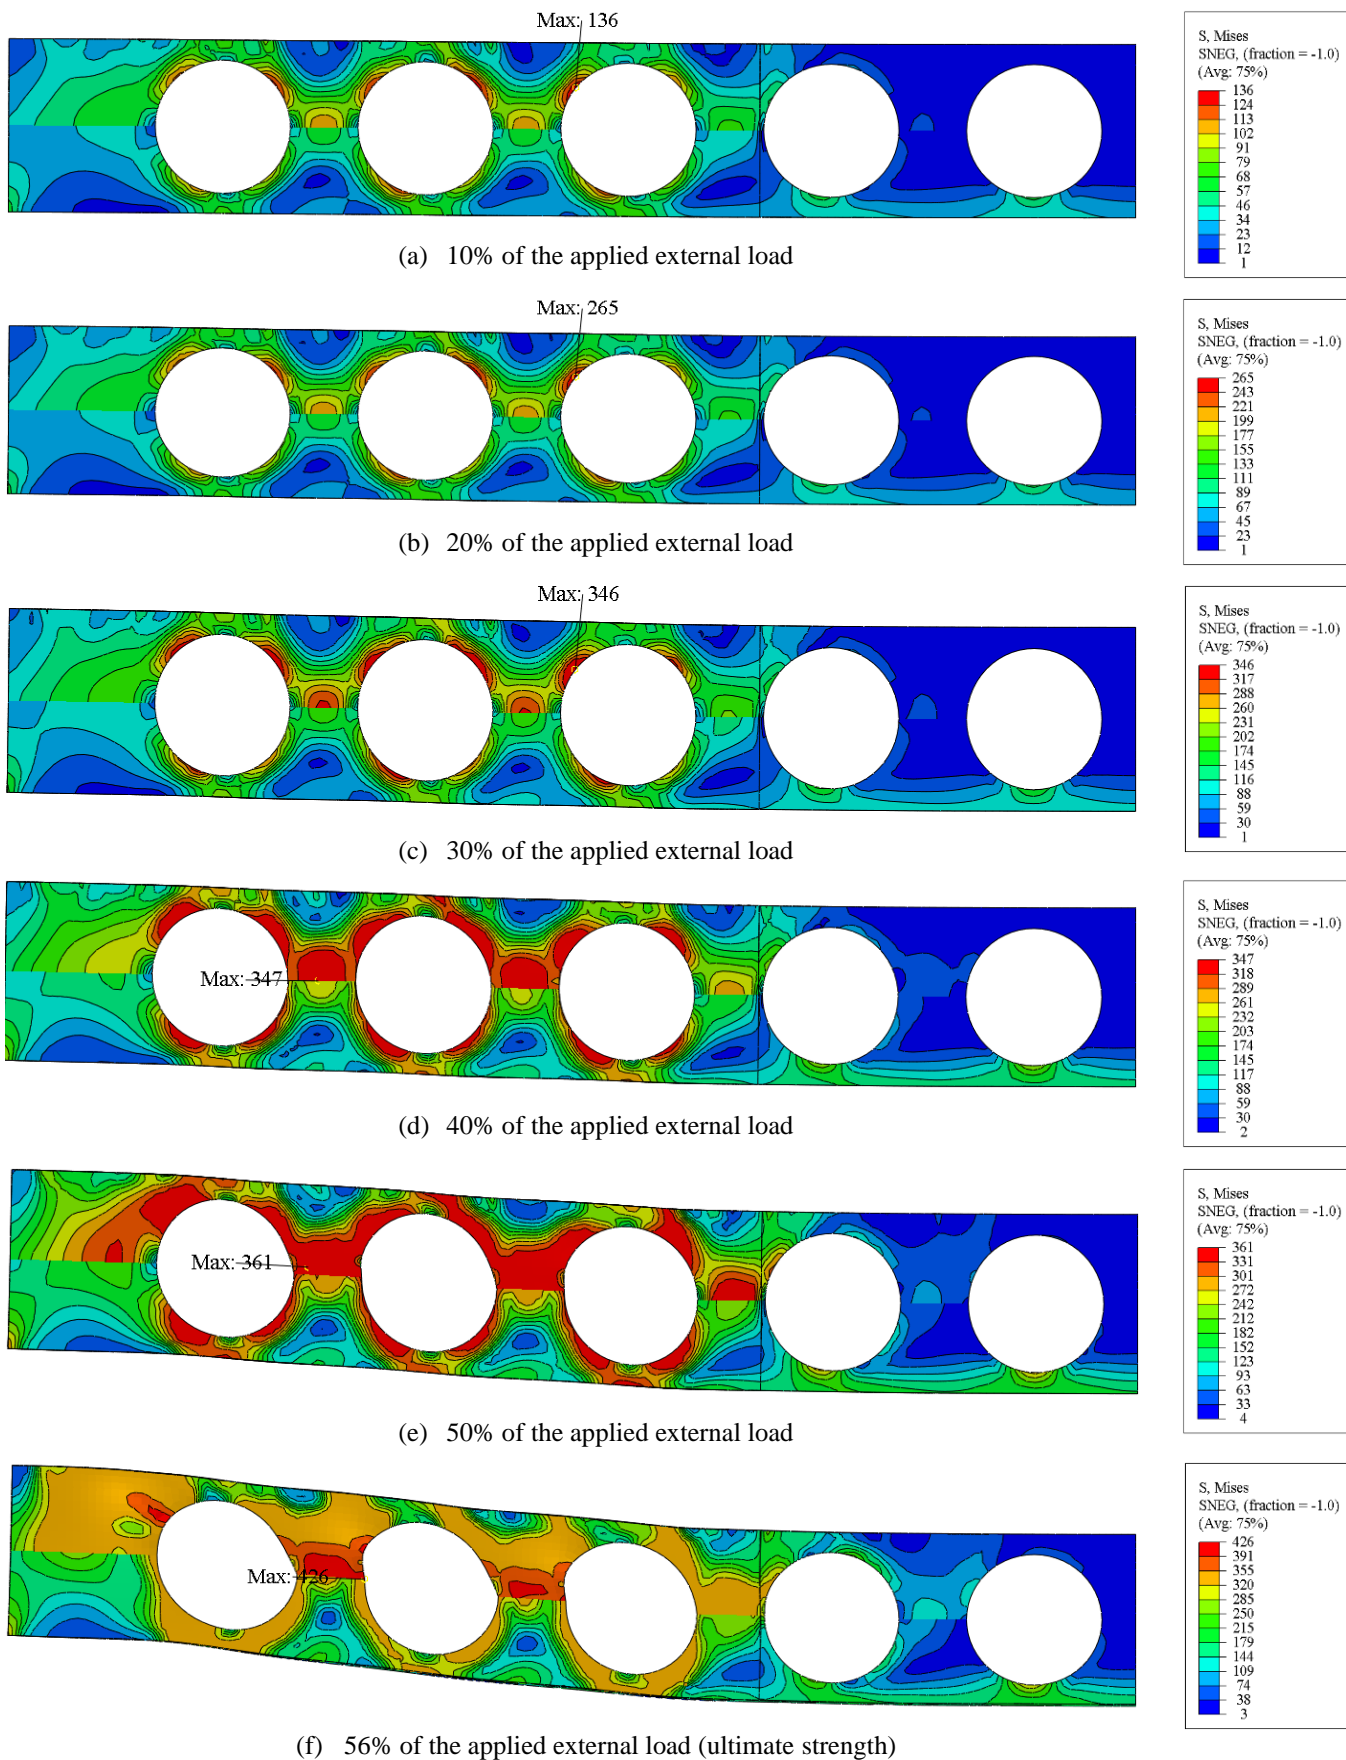 Max: 136
S, Mises
SNEG, (fraction = -1.0)
(Avg: 75%)
136
124
113
102
91
79
68
57
46
34
23
12
1
(a) 10% of the applied external load
Max: 265
S, Mises
SNEG, (fraction = -1.0)
(Avg: 75%)
265
243
221
199
177
155
133
111
89
67
45
23
1
(b) 20% of the applied external load
Max: 346
S, Mises
SNEG, (fraction = -1.0)
(Avg: 75%)
346
317
288
260
231
202
174
145
116
88
59
30
1
(c) 30% of the applied external load
Max: 347
S, Mises
SNEG, (fraction = -1.0)
(Avg: 75%)
347
318
289
261
232
203
174
145
117
88
59
30
2
(d) 40% of the applied external load
Max: 361
S, Mises
SNEG, (fraction = -1.0)
(Avg: 75%)
361
331
301
272
242
212
182
152
123
93
63
33
4
(e) 50% of the applied external load
Max: 426
S, Mises
SNEG, (fraction = -1.0)
(Avg: 75%)
426
391
355
320
285
250
215
179
144
109
74
38
3
(f) 56% of the applied external load (ultimate strength)